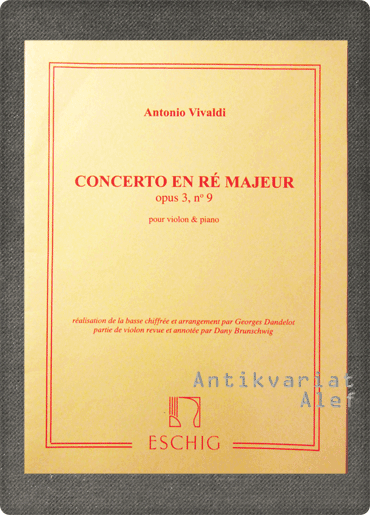 Antonio Vivaldi
CONCERTO EN RÉ MAJEUR
opus 3, nº 9
pour violon & piano
réalisation de la basse chiffrée et arrangement par Georges Dandelot
partie de violon revue et annotée par Dany Brunschwig
Antikvariat
Alef
ESCHIG